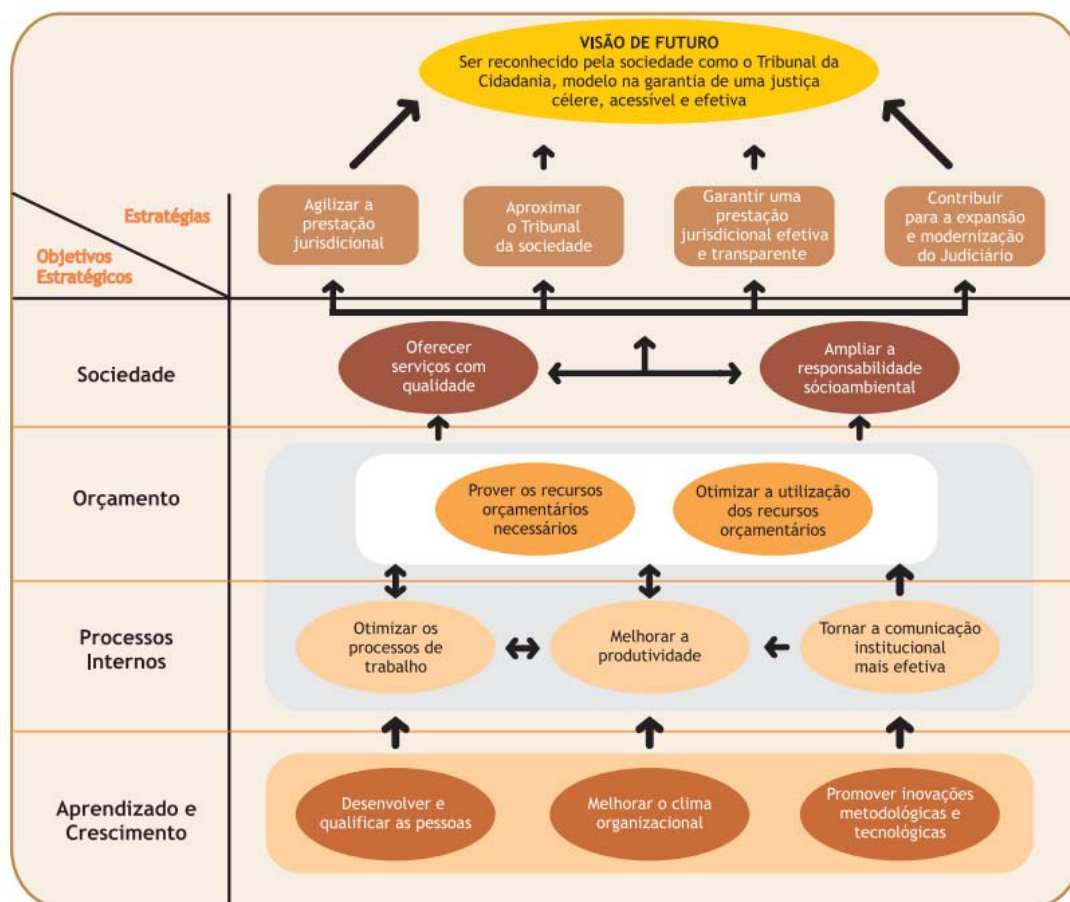 VISÃO DE FUTURO
Ser reconhecido pela sociedade como o Tribunal da
Cidadania, modelo na garantia de uma justiça
célere, acessível e efetiva
Estratégias
Objetivos
Estratégicos
Agilizar a
prestação
jurisdicional
Aproximar
o Tribunal
da sociedade
Garantir uma
prestação
jurisdicional efetiva
e transparente
Contribuir
para a expansão
e modernização
do Judiciário
Sociedade
Oferecer
serviços com
qualidade
Ampliar a
responsabilidade
sócioambiental
Orçamento
Prover os recursos
orçamentários
necessários
Otimizar a utilização
dos recursos
orçamentários
Processos
Internos
Otimizar os
processos de
trabalho
Melhorar a
produtividade
Tornar a comunicação
institucional
mais efetiva
Aprendizado e
Crescimento
Desenvolver e
qualificar as pessoas
Melhorar o clima
organizacional
Promover inovações
metodológicas e
tecnológicas